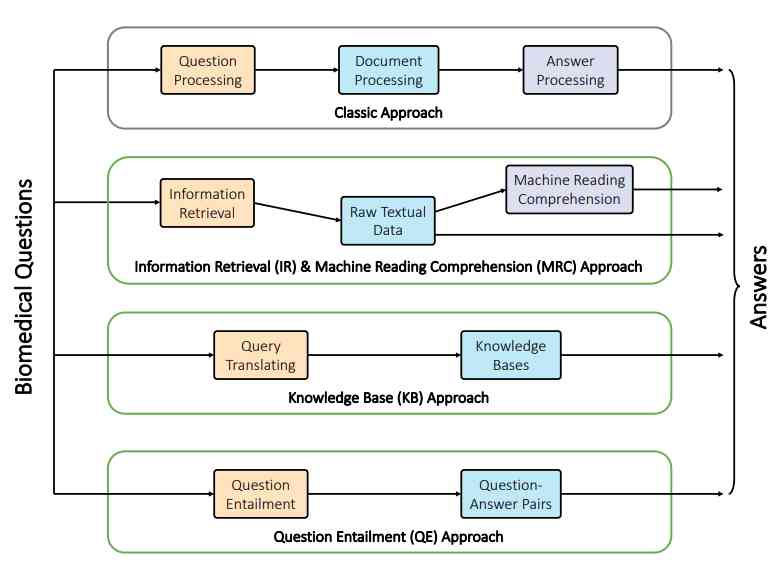 Biomedical Questions
Question
Processing
Document
Processing
Answer
Processing
Classic Approach
Information
Retrieval
Raw Textual
Data
Machine Reading
Comprehension
Information Retrieval (IR) & Machine Reading Comprehension (MRC) Approach
Query
Translating
Knowledge
Bases
Knowledge Base (KB) Approach
Question
Entailment
Question-
Answer Pairs
Question Entailment (QE) Approach
Answers